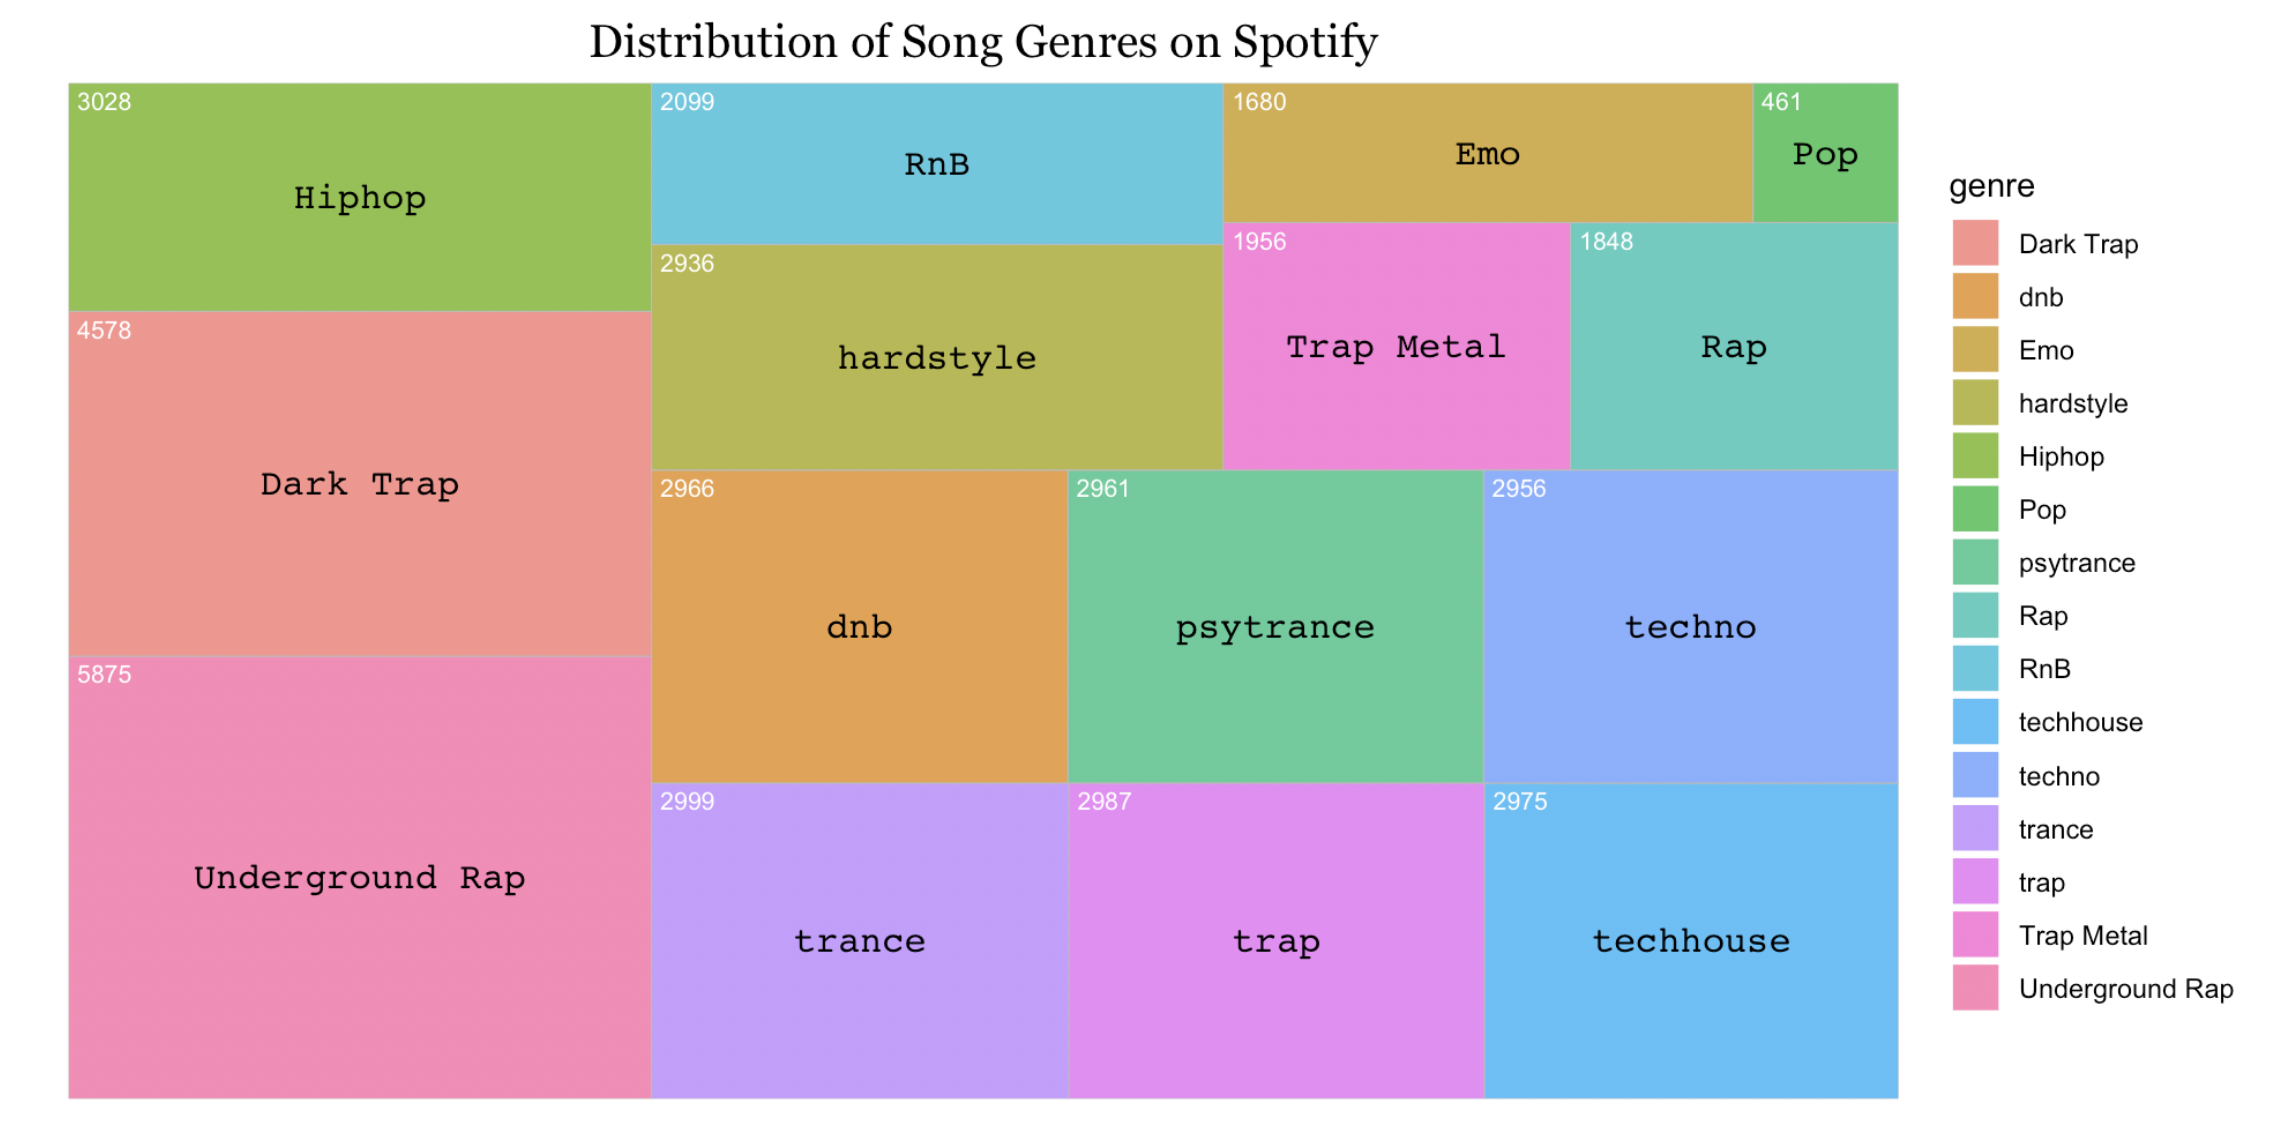 Distribution of Song Genres on Spotify
3028
Hiphop
4578
Dark Trap
5875
Underground Rap
2099
RnB
2936
hardstyle
1680
Emo
461
Pop
1956
Trap Metal
1848
Rap
2966
dnb
2961
psytrance
2956
techno
2999
trance
2987
trap
2975
techhouse
genre
Dark Trap
dnb
Emo
hardstyle
Hiphop
Pop
psytrance
Rap
RnB
techhouse
techno
trance
trap
Trap Metal
Underground Rap